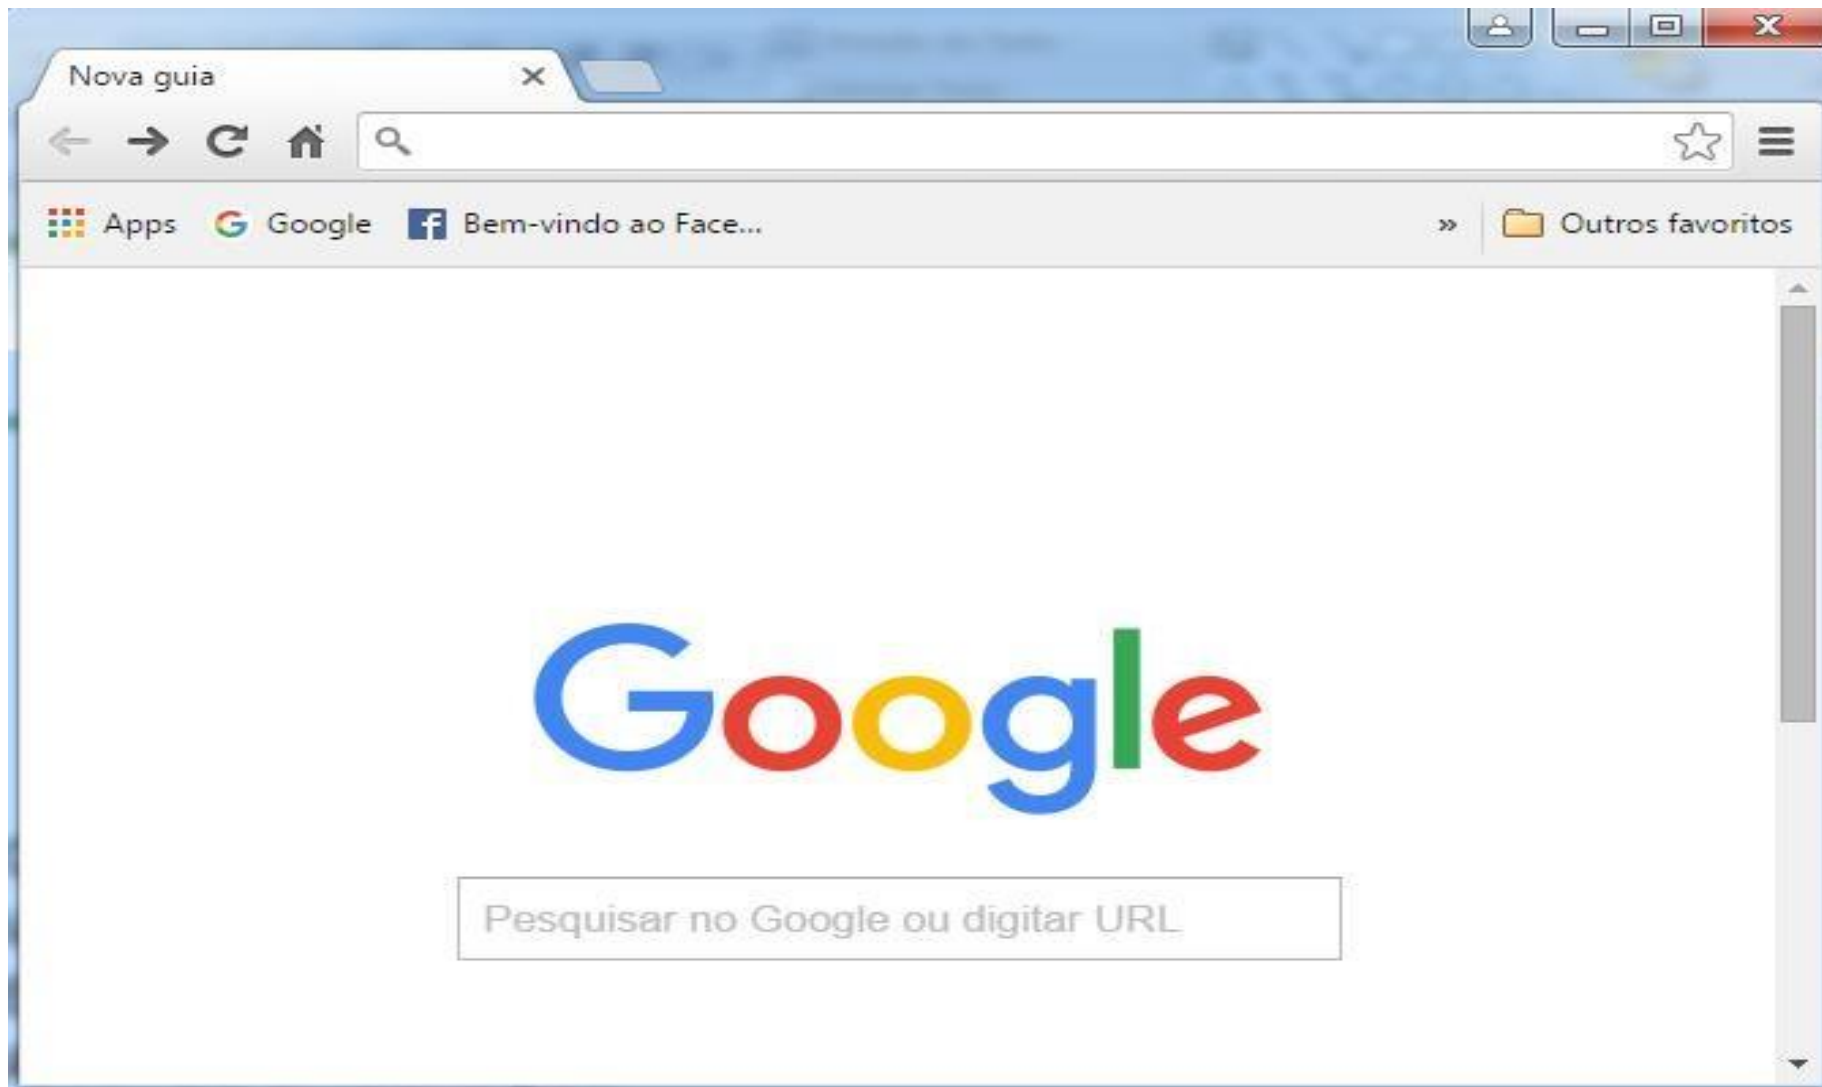 Nova guia
Apps Google Bem-vindo ao Face... » Outros favoritos
Google
Pesquisar no Google ou digitar URL